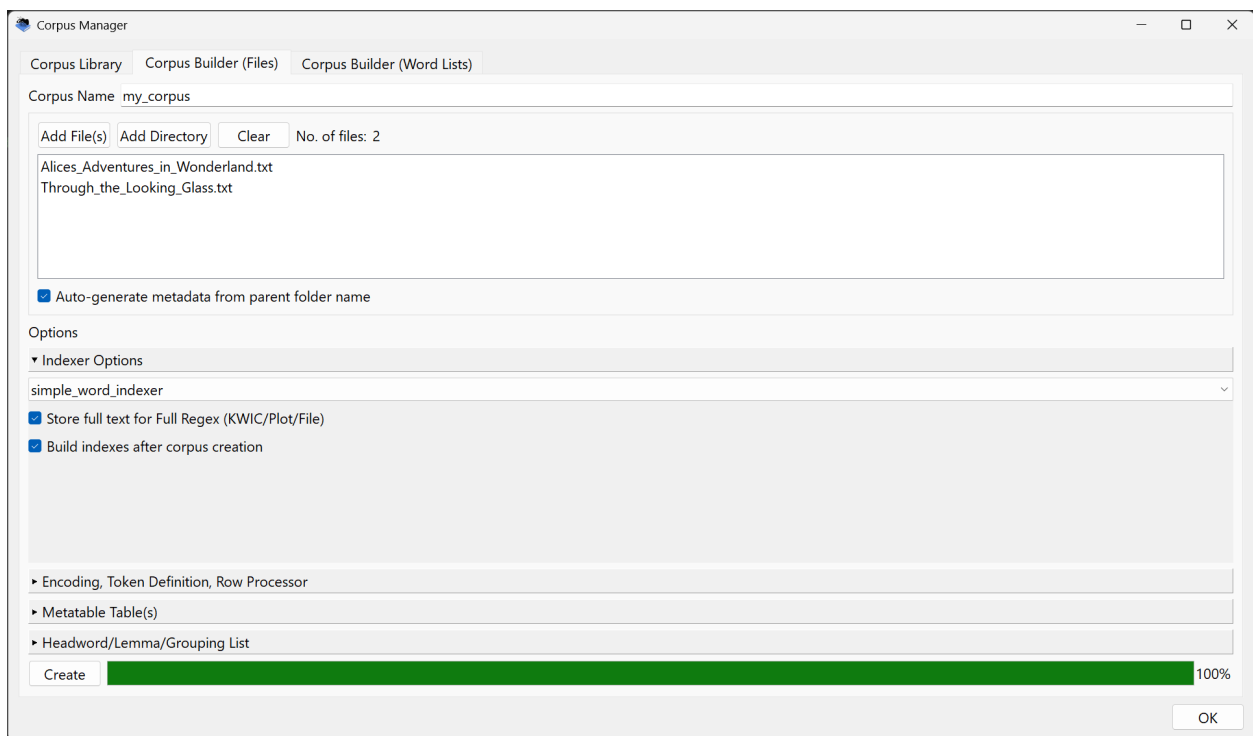 Corpus Manager
Corpus Library Corpus Builder (Files) Corpus Builder (Word Lists)
Corpus Name my_corpus
Add File(s) Add Directory Clear No. of files: 2
Alices_Adventures_in_Wonderland.txt
Through_the_Looking_Glass.txt
Auto-generate metadata from parent folder name
Options
Indexer Options
simple_word_indexer
Store full text for Full Regex (KWIC/Plot/File)
Build indexes after corpus creation
Encoding, Token Definition, Row Processor
Metatable Table(s)
Headword/Lemma/Grouping List
Create 100%
OK